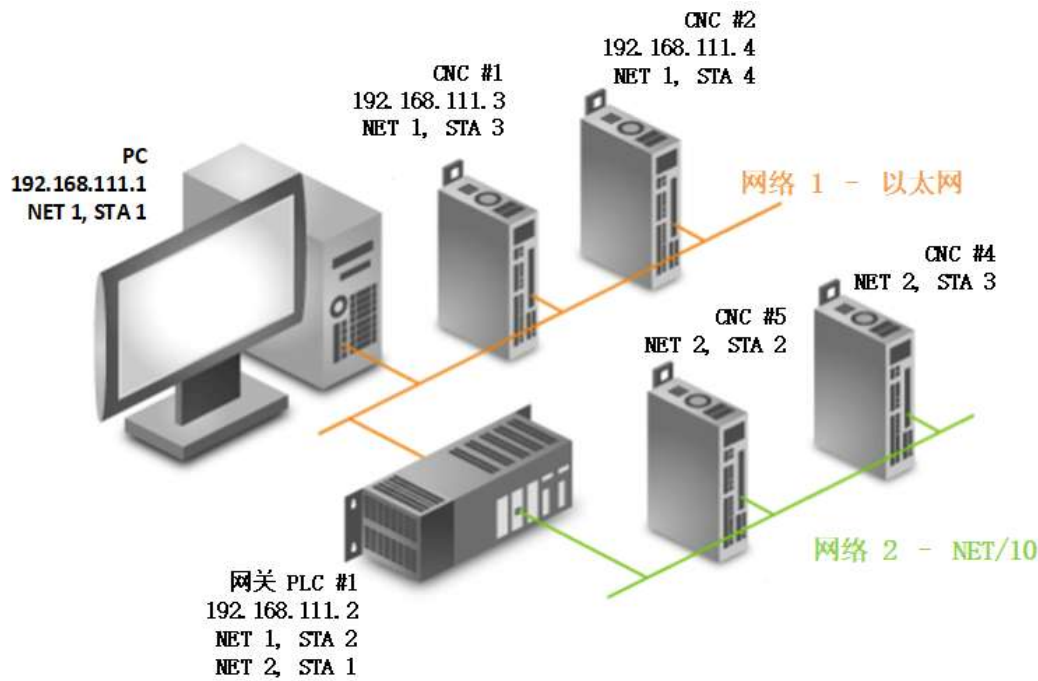 CNC #2
192.168.111.4
NET 1, STA 4
CNC #1
192.168.111.3
NET 1, STA 3
PC
192.168.111.1
NET 1, STA 1
网络 1 - 以太网
CNC #4
NET 2, STA 3
CNC #5
NET 2, STA 2
网络 2 - NET/10
网关 PLC #1
192.168.111.2
NET 1, STA 2
NET 2, STA 1